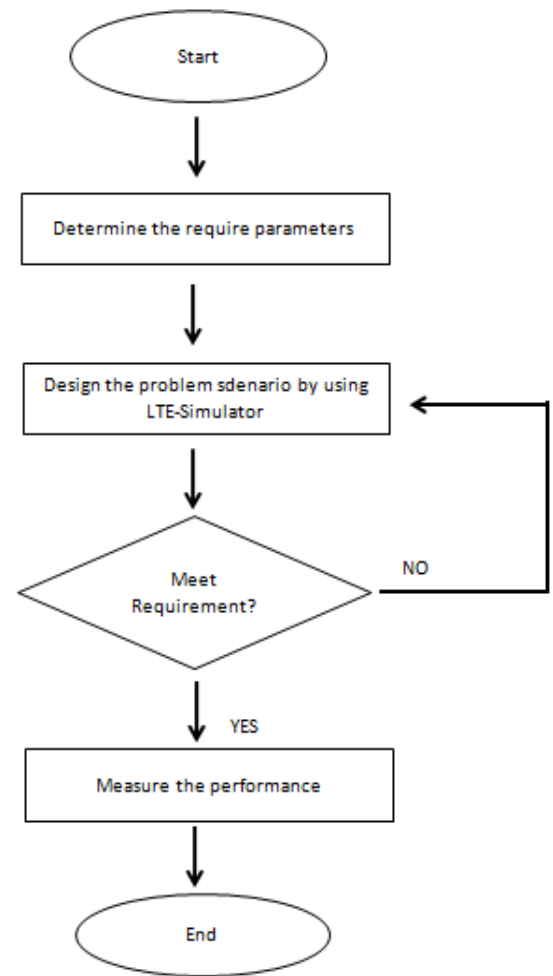 Start
Determine the require parameters
Design the problem sdenario by using
LTE-Simulator
Meet
Requirement?
NO
YES
Measure the performance
End